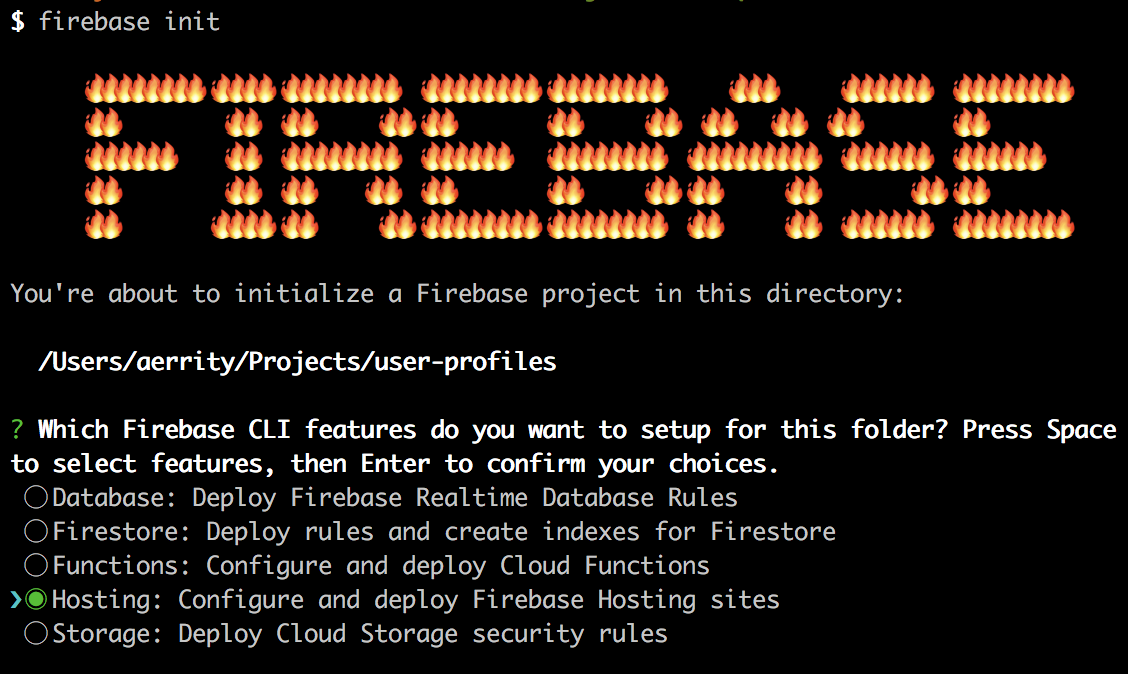 $ firebase init
FIREBASE
You're about to initialize a Firebase project in this directory:
/Users/aerrity/Projects/user-profiles
? Which Firebase CLI features do you want to setup for this folder? Press Space
to select features, then Enter to confirm your choices.
◯Database: Deploy Firebase Realtime Database Rules
◯Firestore: Deploy rules and create indexes for Firestore
◯Functions: Configure and deploy Cloud Functions
❯◉Hosting: Configure and deploy Firebase Hosting sites
◯Storage: Deploy Cloud Storage security rules